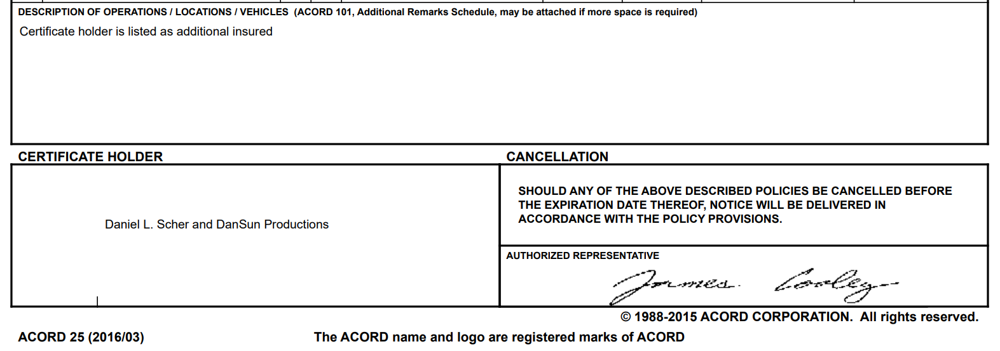 DESCRIPTION OF OPERATIONS / LOCATIONS / VEHICLES (ACORD 101, Additional Remarks Schedule, may be attached if more space is required)
Certificate holder is listed as additional insured
CERTIFICATE HOLDER
CANCELLATION
Daniel L. Scher and DanSun Productions
SHOULD ANY OF THE ABOVE DESCRIBED POLICIES BE CANCELLED BEFORE
THE EXPIRATION DATE THEREOF, NOTICE WILL BE DELIVERED IN
ACCORDANCE WITH THE POLICY PROVISIONS.
AUTHORIZED REPRESENTATIVE
James
© 1988-2015 ACORD CORPORATION. All rights reserved.
ACORD 25 (2016/03)
The ACORD name and logo are registered marks of ACORD